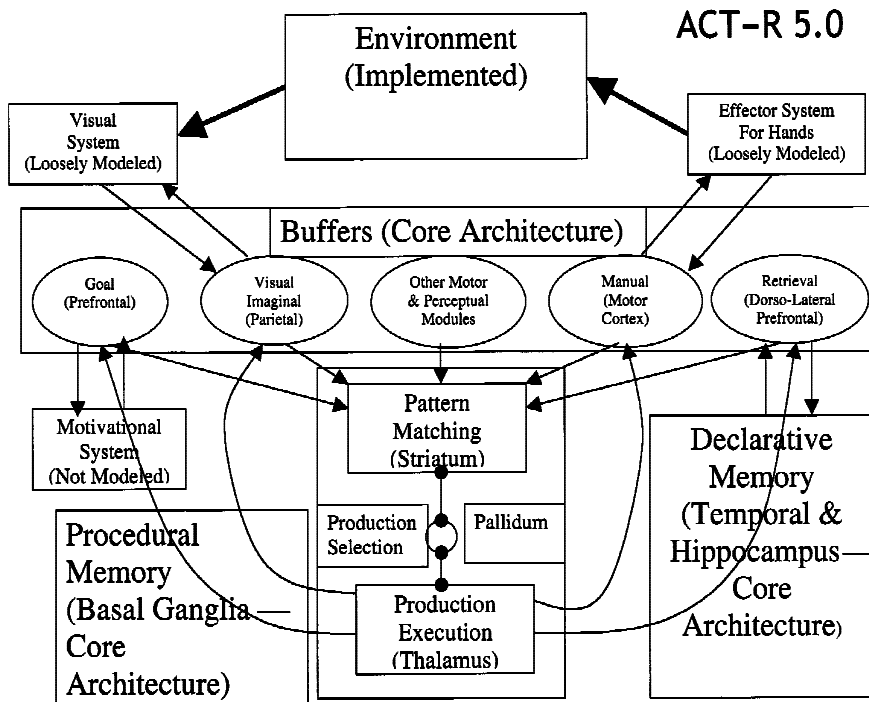 ACT-R 5.0
Environment
(Implemented)
Visual
System
(Loosely Modeled)
Effector System
For Hands
(Loosely Modeled)
Buffers (Core Architecture)
Goal
(Prefrontal)
Visual
Imaginal
(Parietal)
Other Motor
& Perceptual
Modules
Manual
(Motor
Cortex)
Retrieval
(Dorso-Lateral
Prefrontal)
Motivational
System
(Not Modeled)
Pattern
Matching
(Striatum)
Declarative
Memory
(Temporal &
Hippocampus—
Core
Architecture)
Production
Selection
Pallidum
Procedural
Memory
(Basal Ganglia —
Core
Architecture)
Production
Execution
(Thalamus)